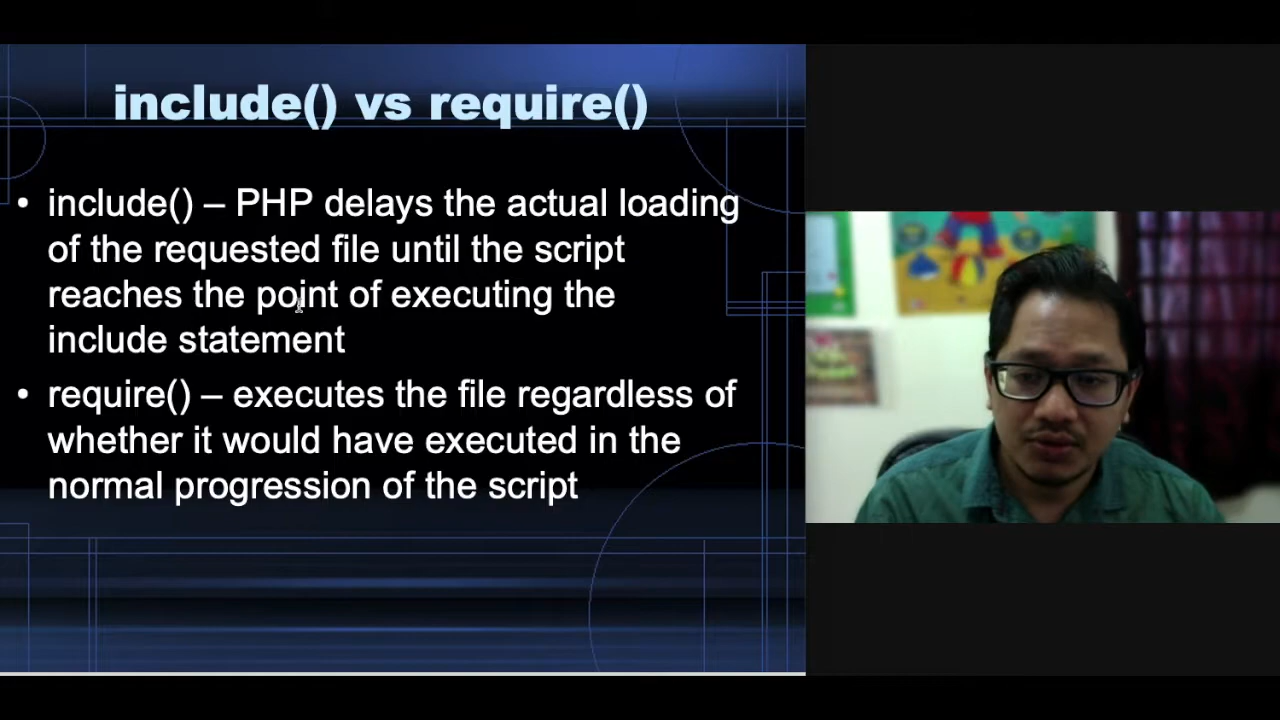 include() vs require()
• include() – PHP delays the actual loading
of the requested file until the script
reaches the point of executing the
include statement
• require() – executes the file regardless of
whether it would have executed in the
normal progression of the script